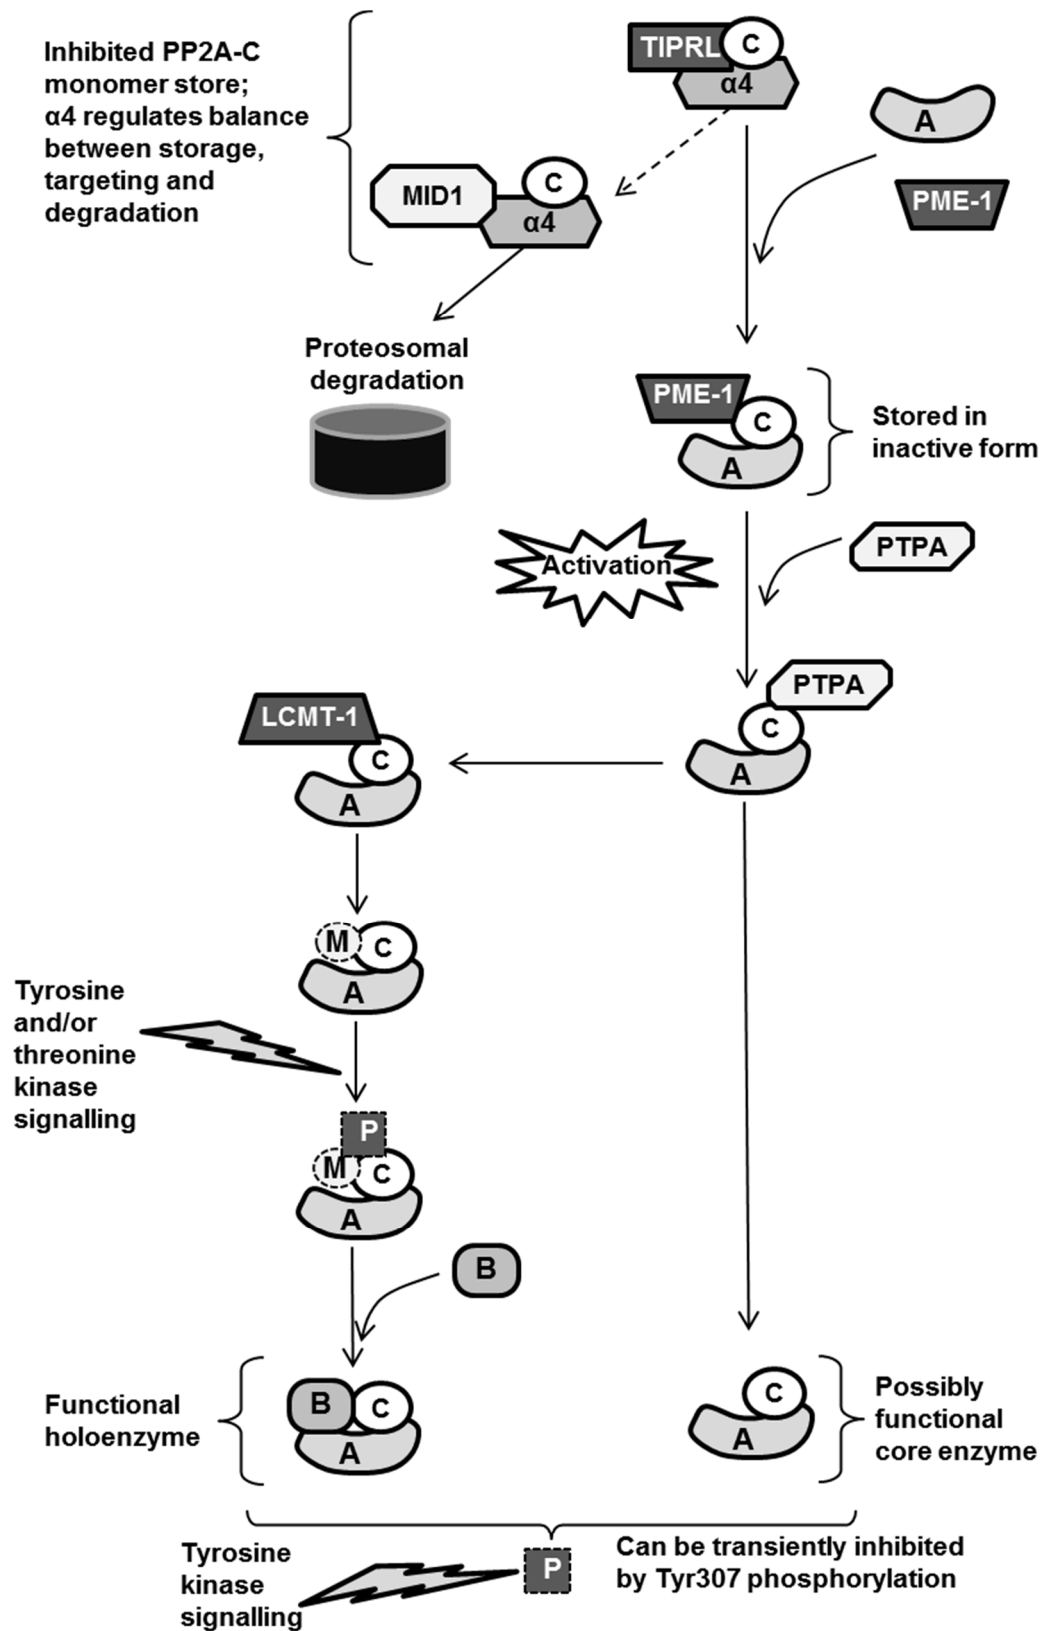 Inhibited PP2A-C
monomer store;
α4 regulates balance
between storage,
targeting and
degradation
TIPRL
C
α4
A
PME-1
MID1
C
α4
Proteosomal
degradation
PME-1
C
A
Stored in
inactive form
Activation
PTPA
PTPA
C
A
LCMT-1
C
A
M
C
A
Tyrosine
and/or
threonine
kinase
signalling
P
M
C
A
B
Functional
holoenzyme
B
C
A
C
A
Possibly
functional
core enzyme
Tyrosine
kinase
signalling
P
Can be transiently inhibited
by Tyr307 phosphorylation